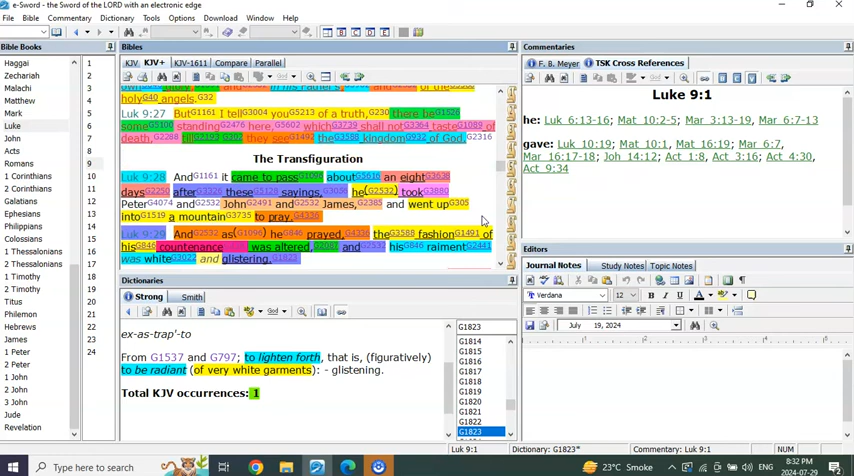 e-Sword - the Sword of the LORD with an electronic edge
File Bible Commentary Dictionary Tools Options Download Window Help
Bible Books
Haggai
Zechariah
Malachi
Matthew
Mark
Luke
John
Acts
Romans
1 Corinthians
2 Corinthians
Galatians
Ephesians
Philippians
Colossians
1 Thessalonians
2 Thessalonians
1 Timothy
2 Timothy
Titus
Philemon
Hebrews
James
1 Peter
2 Peter
1 John
2 John
3 John
Jude
Revelation
1
2
3
4
5
6
7
8
9
10
11
12
13
14
15
16
17
18
19
20
21
22
23
24
Bibles
KJV KJV+ KJV-1611 Compare Parallel
holy G40 angels. G32
Luk 9:27 But G1161 I tell G3004 you G5213 of a truth, G230 there be G1526
some G5100 standing G2476 here, G5602 which G3739 shall not G3364 taste G1089 of
death, G2288 till G2193 G302 they see G1492 the G3588 kingdom G932 of God. G2316
The Transfiguration
Luk 9:28 And G1161 it came to pass G1096 about G5616 an eight G3638
days G2250 after G3326 these G5128 sayings, G3056 he (G2532) took G3880
Peter G4074 and G2532 John G2491 and G2532 James, G2385 and went up G305
into G1519 a mountain G3735 to pray. G4336
Luk 9:29 And G2532 as (G1096) he G846 prayed, G4336 the G3588 fashion G1491 of
his G846 countenance G4383 was altered, G2087 and G2532 his G846 raiment G2441
was white G3022 and glistering. G1823
Dictionaries
Strong Smith
ex-as-trap'-to
From G1537 and G797; to lighten forth, that is, (figuratively)
to be radiant (of very white garments): - glistening.
Total KJV occurrences: 1
G1823
G1814
G1815
G1816
G1817
G1818
G1819
G1820
G1821
G1822
G1823
Commentaries
F. B. Meyer TSK Cross References
Luke 9:1
he: Luk 6:13-16, Mat 10:2-5, Mar 3:13-19, Mar 6:7-13
gave: Luk 10:19, Mar 10:1, Mat 16:19, Mar 6:7,
Mar 16:17-18, Joh 14:12, Act 1:8, Act 3:16, Act 4:30,
Act 9:34
Editors
Journal Notes Study Notes Topic Notes
Verdana 12 B I U A
July 19, 2024
Luk 9:1 Dictionary: G1823* Commentary: Luk 9:1 NUM
Type here to search
23°C Smoke
ENG
8:32 PM
2024-07-29